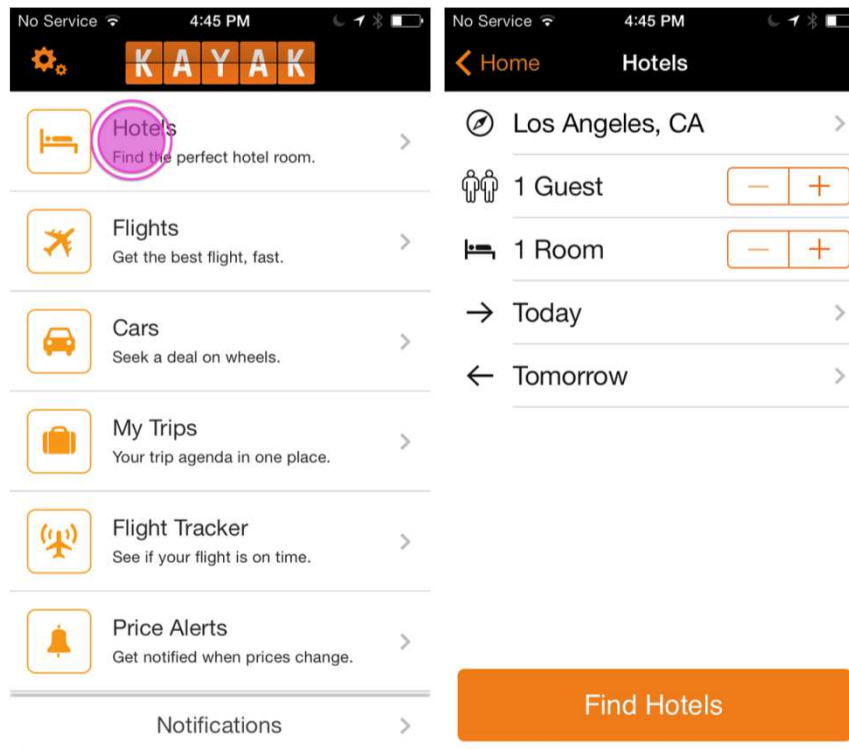 No Service 4:45 PM
KAYAK
Hotels
Find the perfect hotel room.
Flights
Get the best flight, fast.
Cars
Seek a deal on wheels.
My Trips
Your trip agenda in one place.
Flight Tracker
See if your flight is on time.
Price Alerts
Get notified when prices change.
Notifications
No Service 4:45 PM
Home Hotels
Los Angeles, CA
1 Guest
1 Room
Today
Tomorrow
Find Hotels